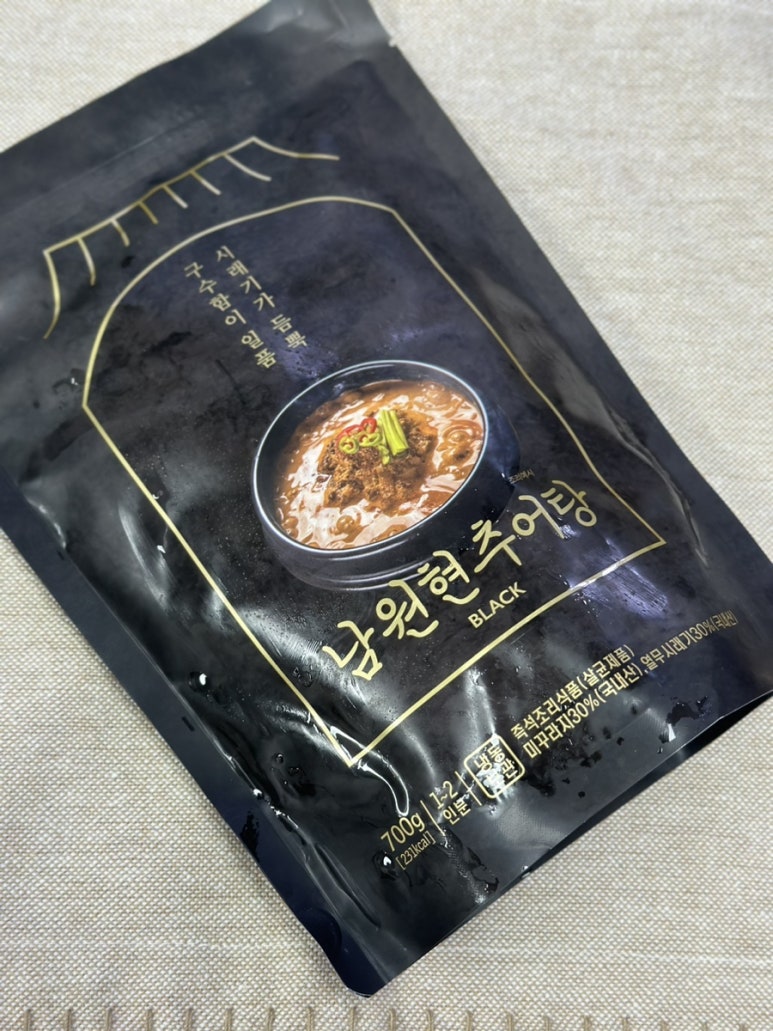 시래기가 듬뿍
구수함이 일품
조리예시
남원현추어탕
BLACK
700g
[231kcal]
1~2
인분
냉동
보관
즉석조리식품(살균제품)
미꾸라지30%(국내산), 열무시래기30%(국내산)